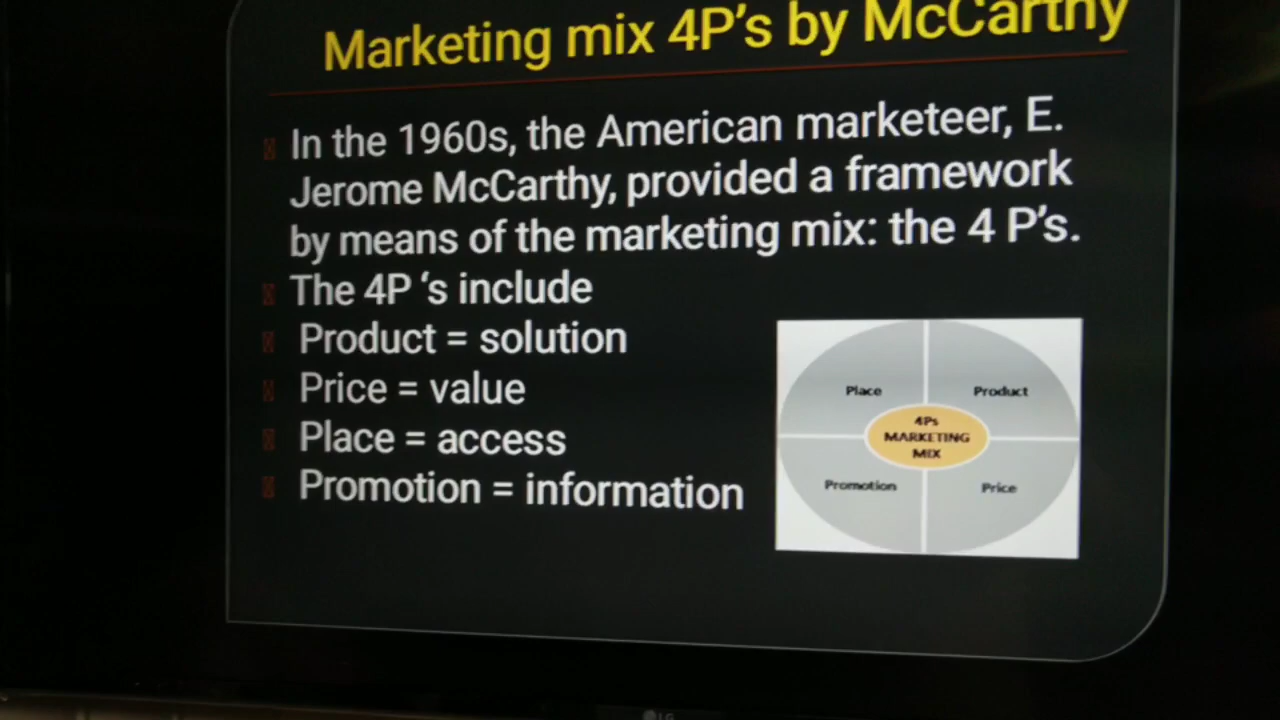 Marketing mix 4P's by McCarthy
In the 1960s, the American marketeer, E.
Jerome McCarthy, provided a framework
by means of the marketing mix: the 4 P's.
The 4P 's include
Product = solution
Price = value
Place = access
Promotion = information
Place
Product
4Ps
MARKETING
MIX
Promotion
Price
LG